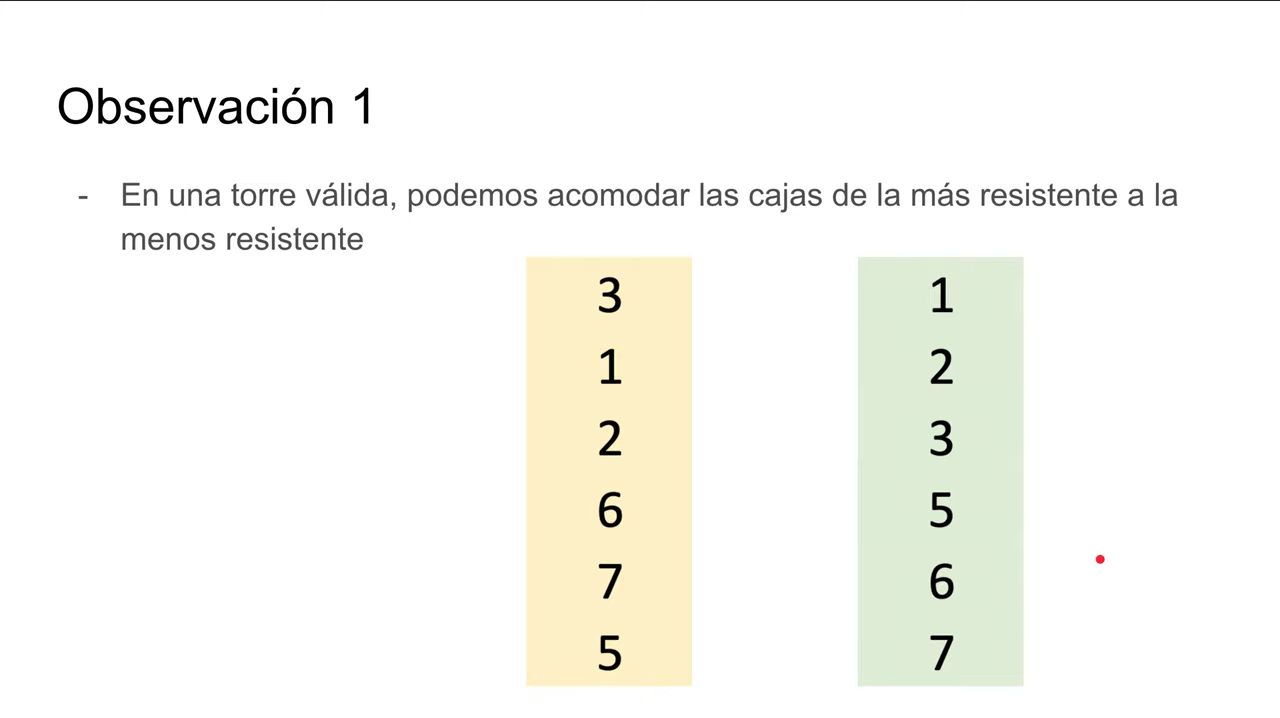 Observación 1
- En una torre válida, podemos acomodar las cajas de la más resistente a la
menos resistente
3 1
1 2
2 3
6 5
7 6
5 7